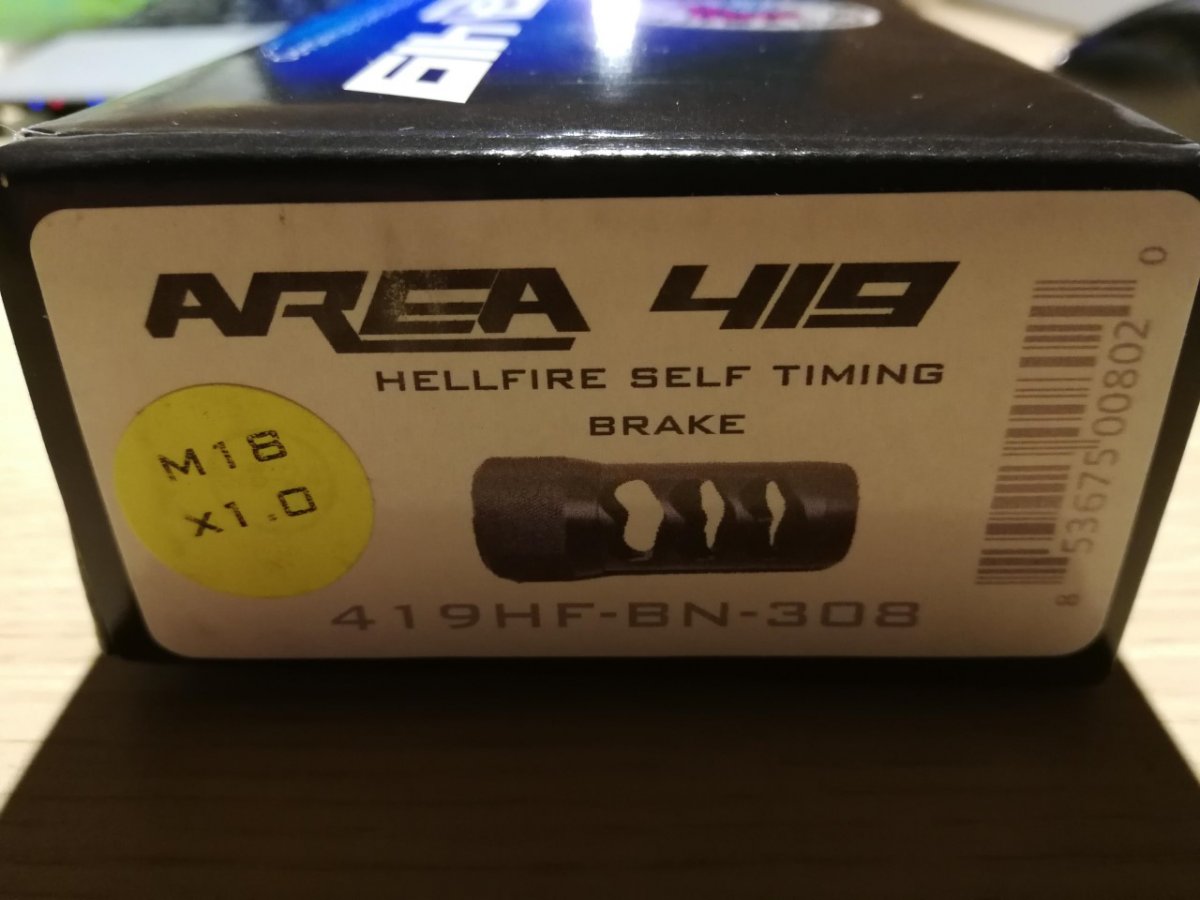 AREA 419
HELLFIRE SELF TIMING
BRAKE
M18
x1.0
419HF-BN-308
8 53675 00802 0